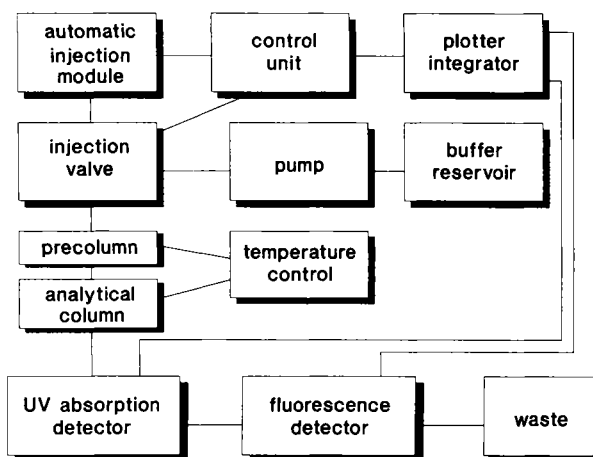 automatic
injection
module
control
unit
plotter
integrator
injection
valve
pump
buffer
reservoir
precolumn
temperature
control
analytical
column
UV absorption
detector
fluorescence
detector
waste